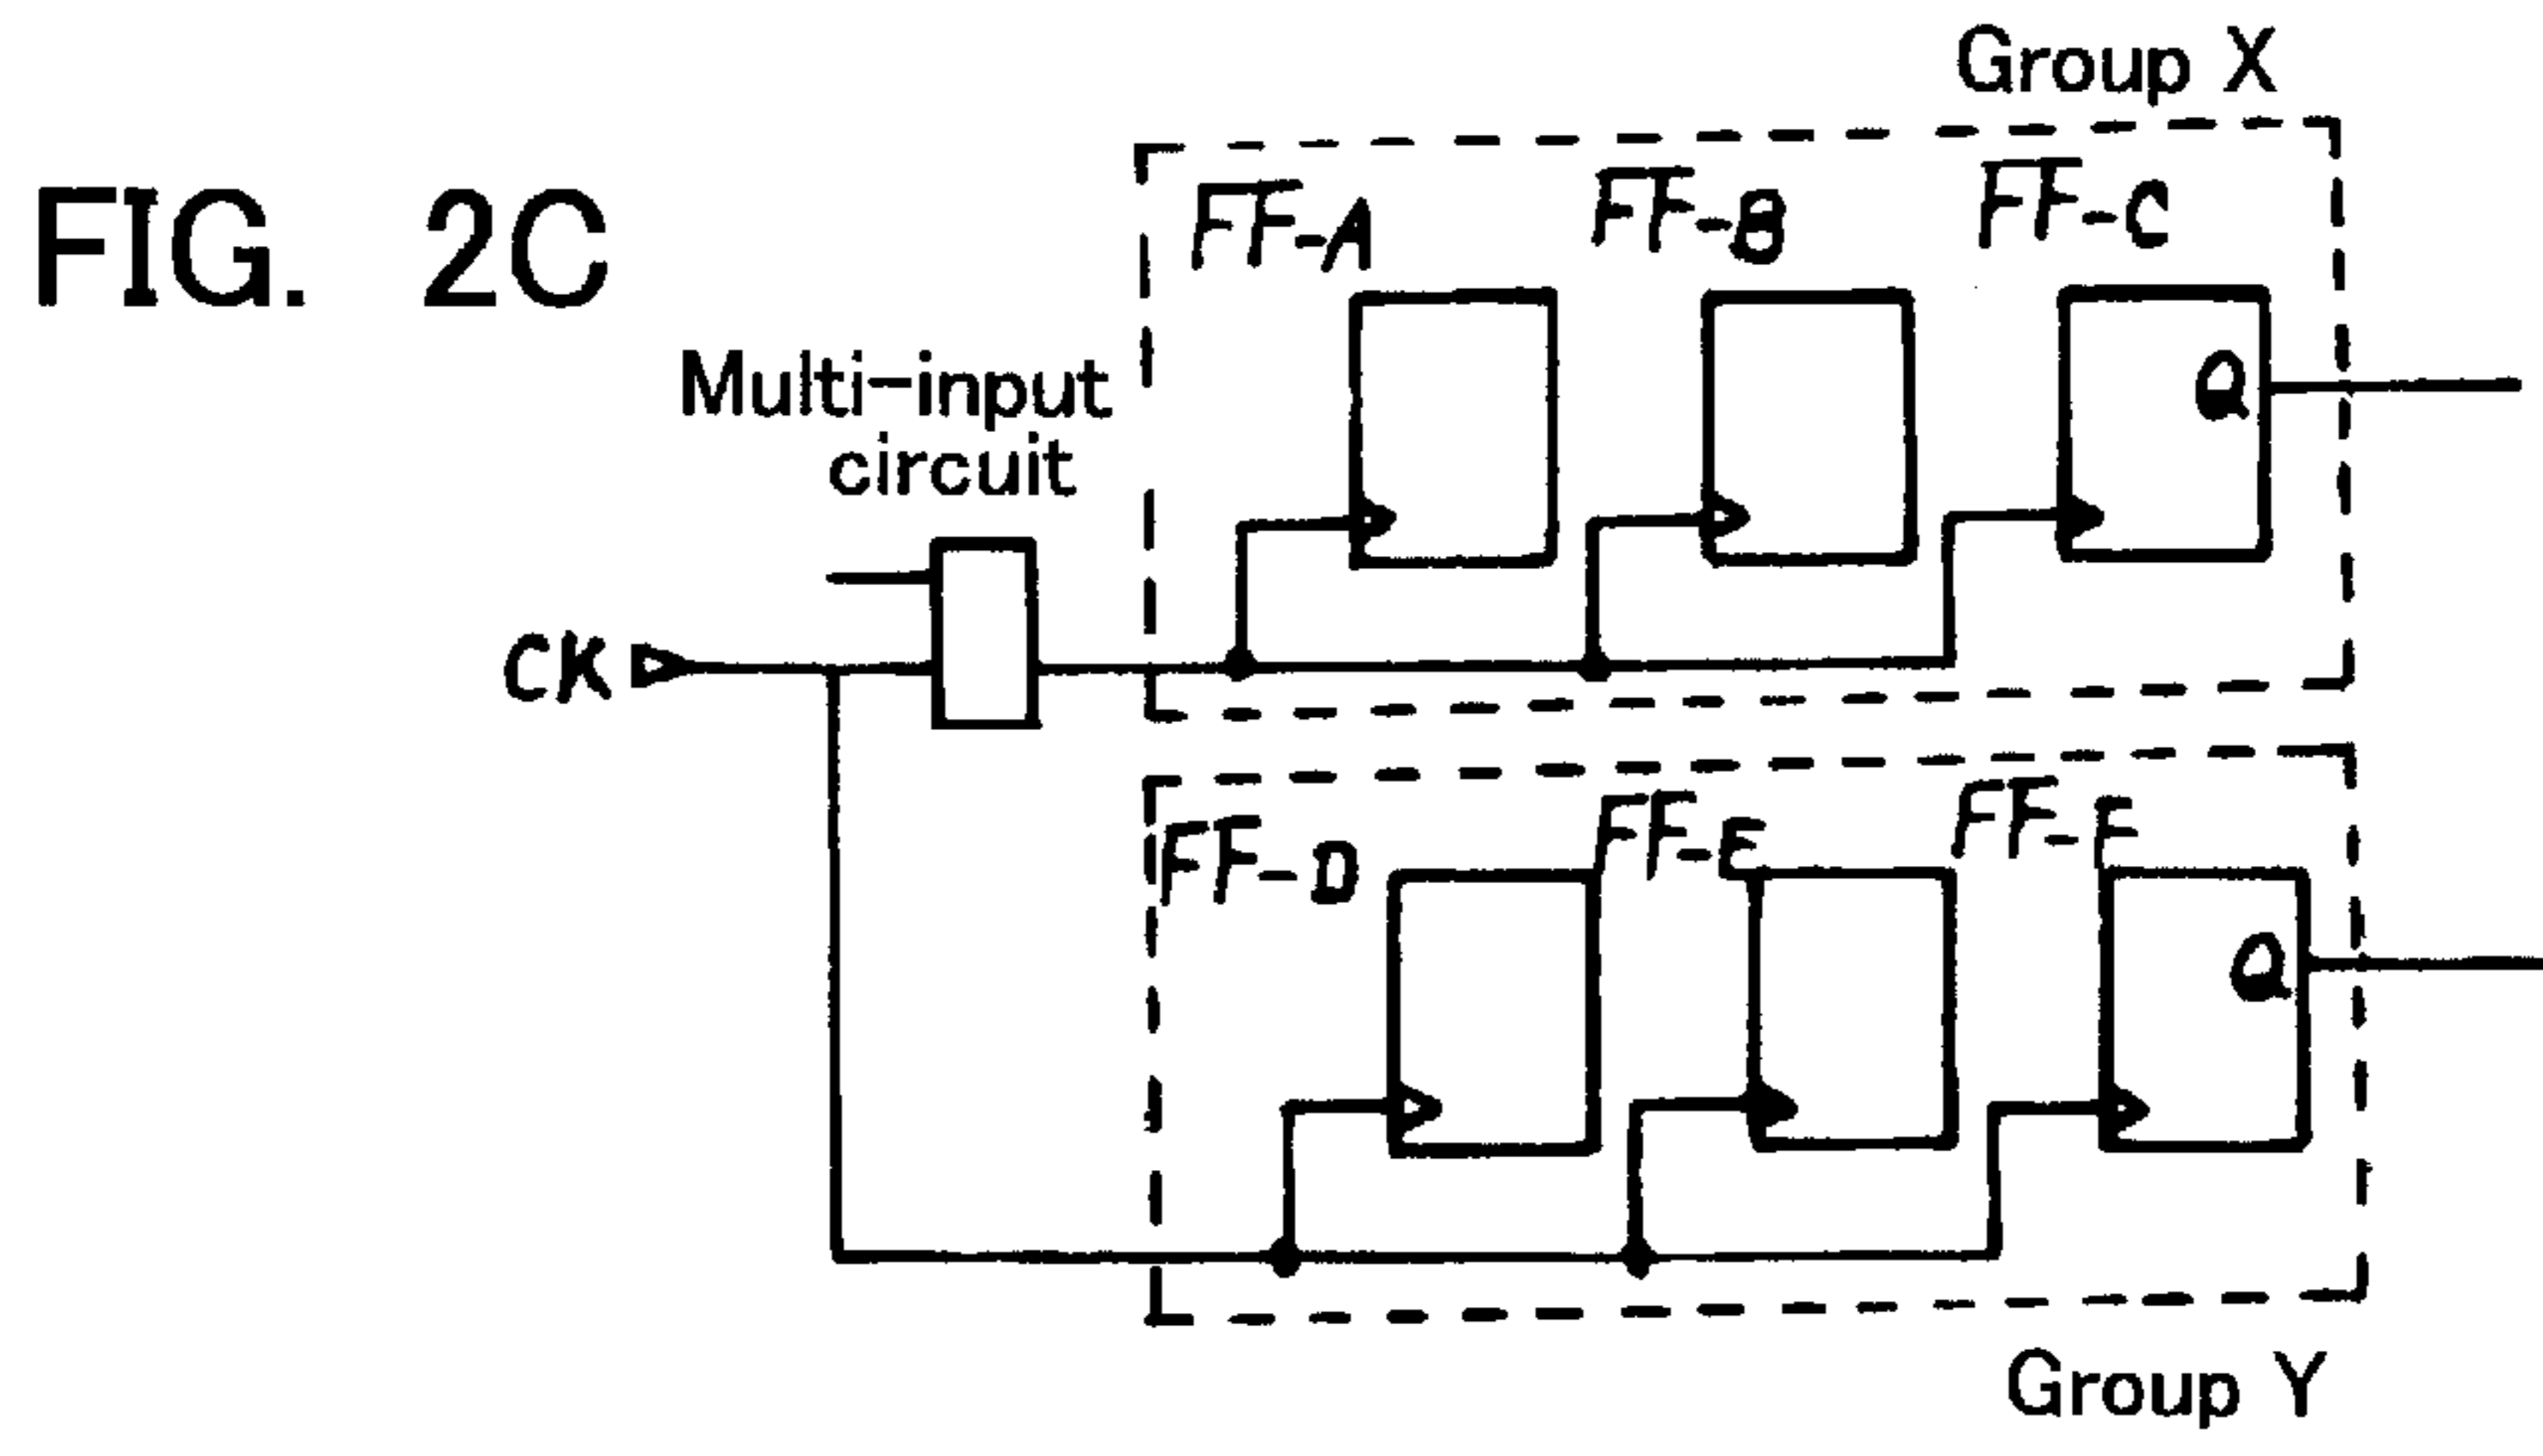 Group X
FIG. 2C
FF-A FF-B FF-C
Multi-input
circuit
Q
CK
FF-D FF-E FF-F
Q
Group Y